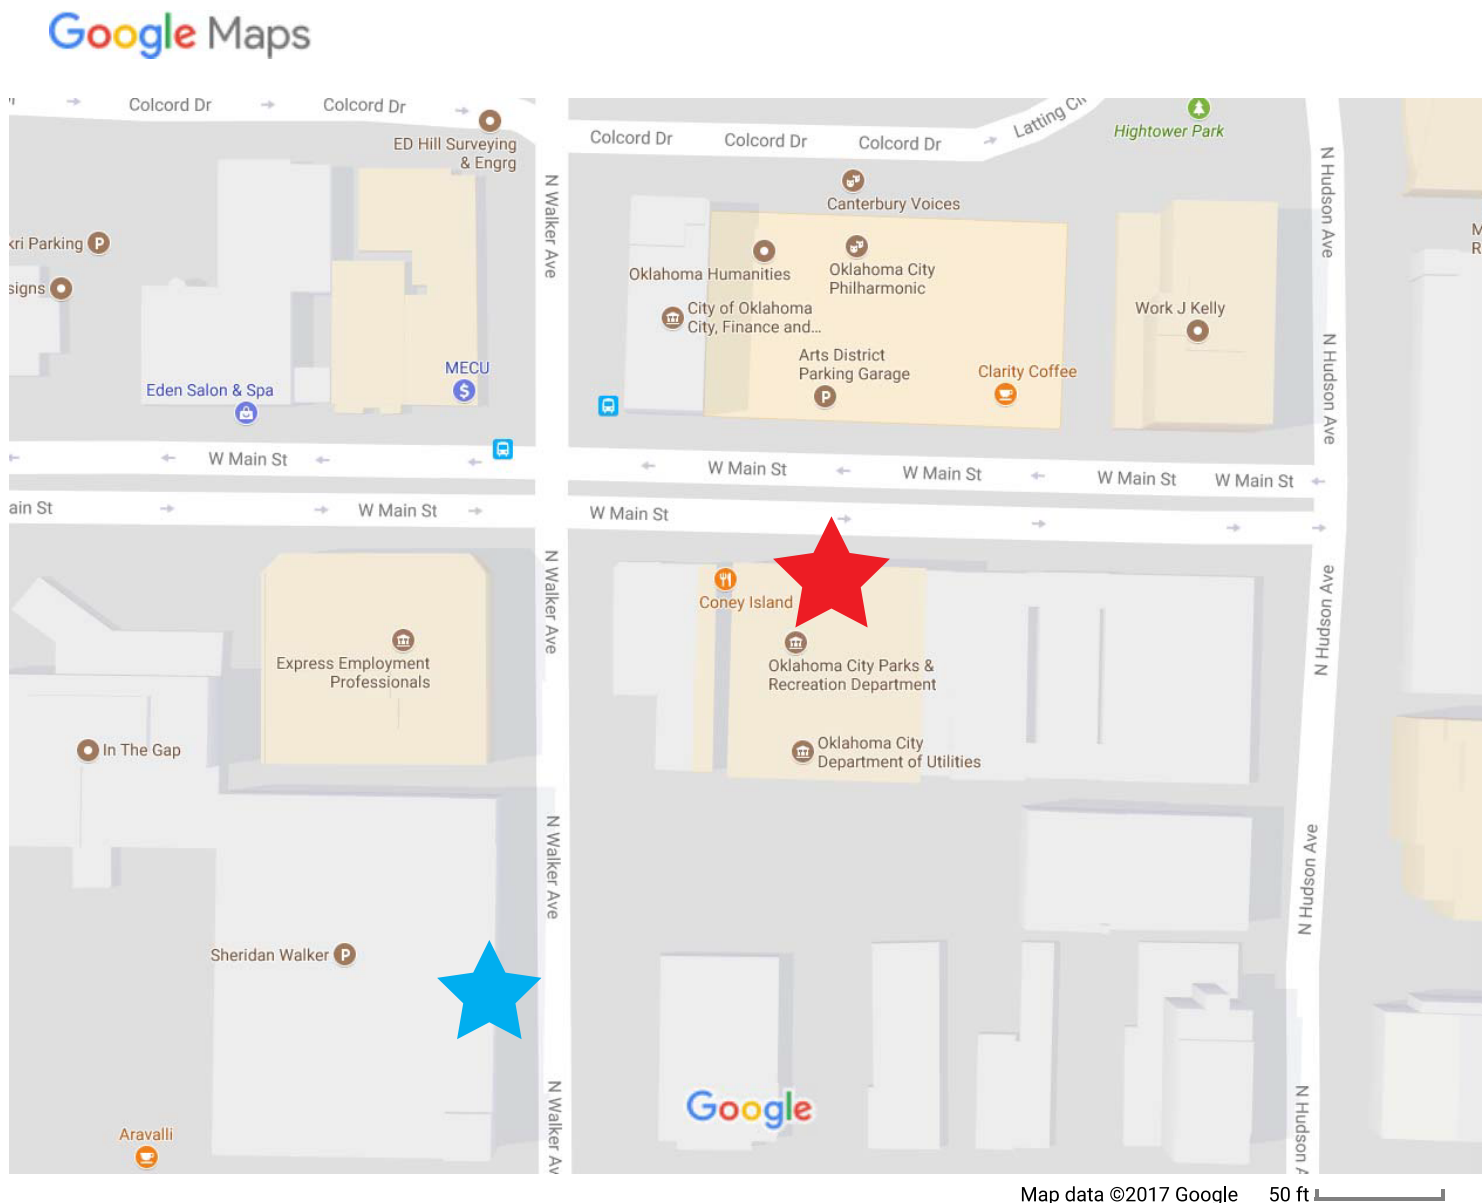 Google Maps
Colcord Dr
Colcord Dr
Colcord Dr
Colcord Dr
Colcord Dr
Hightower Park
ED Hill Surveying
& Engrg
Canterbury Voices
N Walker Ave
N Hudson Ave
kri Parking
P
Oklahoma Humanities
Oklahoma City
Philharmonic
signs
City of Oklahoma
City, Finance and...
Work J Kelly
Arts District
Parking Garage
P
Clarity Coffee
MECU
$
Eden Salon & Spa
N Hudson Ave
W Main St
W Main St
W Main St
W Main St
W Main St
ain St
W Main St
W Main St
N Walker Ave
N Hudson Ave
Coney Island
Express Employment
Professionals
Oklahoma City Parks &
Recreation Department
In The Gap
Oklahoma City
Department of Utilities
N Walker Ave
N Hudson Ave
Sheridan Walker
P
N Walker Av
N Hudson A
Google
Aravalli
Map data ©2017 Google 50 ft